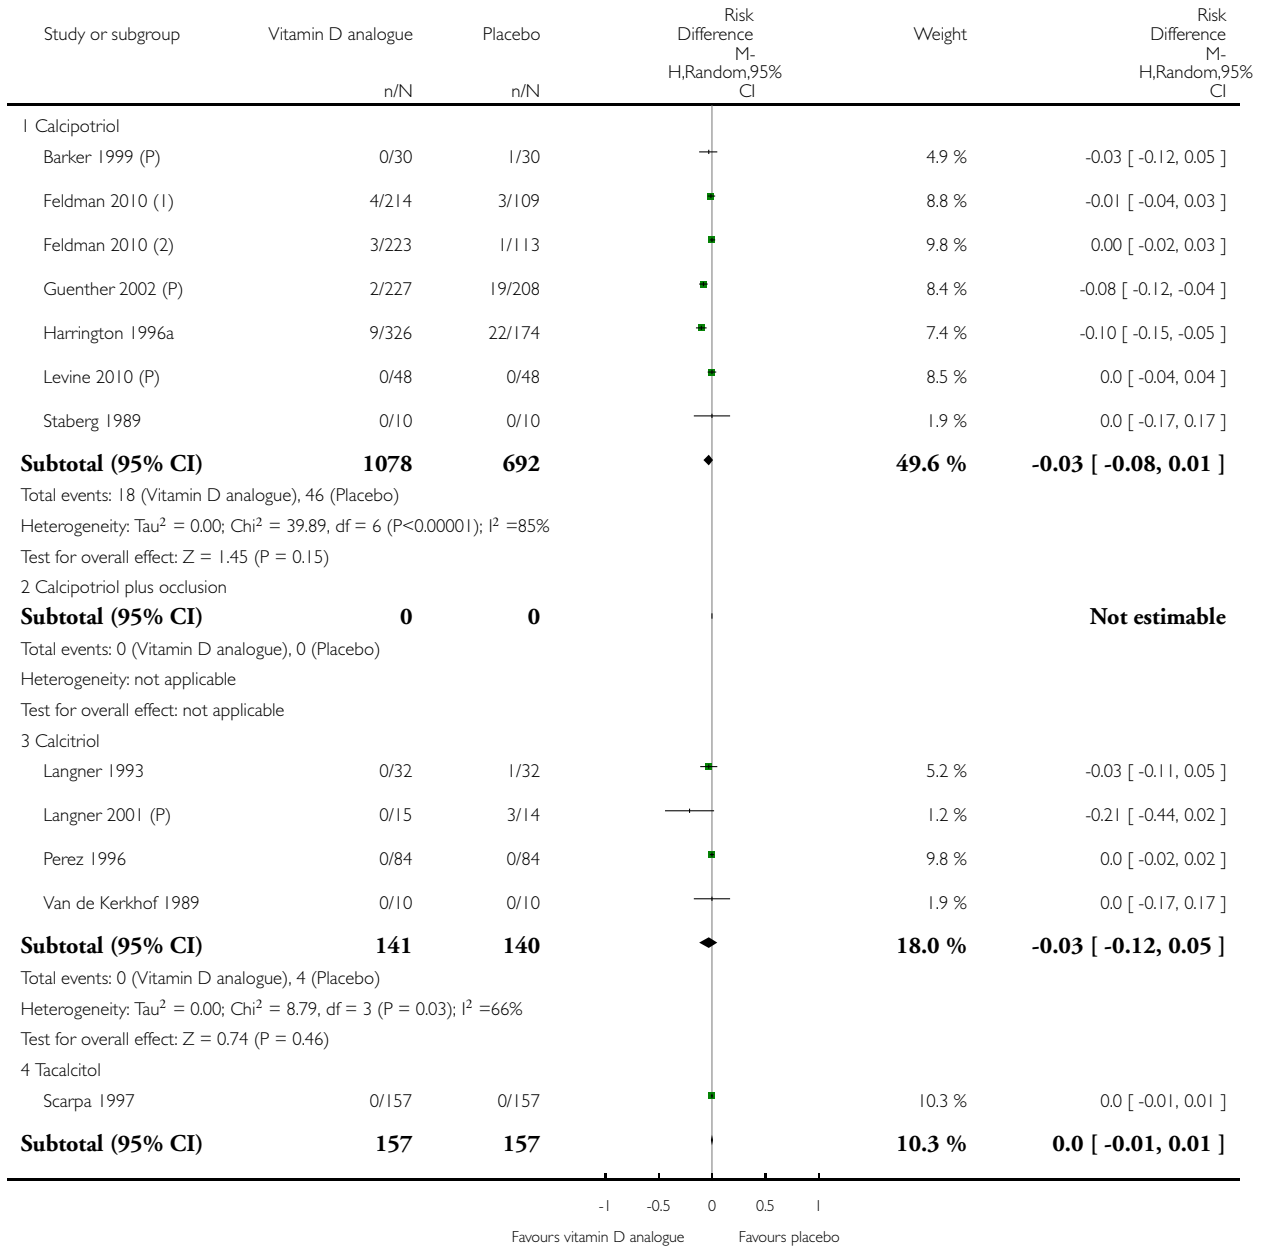 Study or subgroup Vitamin D analogue Placebo Risk Difference M-H,Random,95% CI Weight Risk Difference M-H,Random,95% CI
n/N n/N
1 Calcipotriol
Barker 1999 (P) 0/30 1/30 4.9 % -0.03 [ -0.12, 0.05 ]
Feldman 2010 (1) 4/214 3/109 8.8 % -0.01 [ -0.04, 0.03 ]
Feldman 2010 (2) 3/223 1/113 9.8 % 0.00 [ -0.02, 0.03 ]
Guenther 2002 (P) 2/227 19/208 8.4 % -0.08 [ -0.12, -0.04 ]
Harrington 1996a 9/326 22/174 7.4 % -0.10 [ -0.15, -0.05 ]
Levine 2010 (P) 0/48 0/48 8.5 % 0.0 [ -0.04, 0.04 ]
Staberg 1989 0/10 0/10 1.9 % 0.0 [ -0.17, 0.17 ]
Subtotal (95% CI) 1078 692 49.6 % -0.03 [ -0.08, 0.01 ]
Total events: 18 (Vitamin D analogue), 46 (Placebo)
Heterogeneity: Tau² = 0.00; Chi² = 39.89, df = 6 (P<0.00001); I² =85%
Test for overall effect: Z = 1.45 (P = 0.15)
2 Calcipotriol plus occlusion
Subtotal (95% CI) 0 0 Not estimable
Total events: 0 (Vitamin D analogue), 0 (Placebo)
Heterogeneity: not applicable
Test for overall effect: not applicable
3 Calcitriol
Langner 1993 0/32 1/32 5.2 % -0.03 [ -0.11, 0.05 ]
Langner 2001 (P) 0/15 3/14 1.2 % -0.21 [ -0.44, 0.02 ]
Perez 1996 0/84 0/84 9.8 % 0.0 [ -0.02, 0.02 ]
Van de Kerkhof 1989 0/10 0/10 1.9 % 0.0 [ -0.17, 0.17 ]
Subtotal (95% CI) 141 140 18.0 % -0.03 [ -0.12, 0.05 ]
Total events: 0 (Vitamin D analogue), 4 (Placebo)
Heterogeneity: Tau² = 0.00; Chi² = 8.79, df = 3 (P = 0.03); I² =66%
Test for overall effect: Z = 0.74 (P = 0.46)
4 Tacalcitol
Scarpa 1997 0/157 0/157 10.3 % 0.0 [ -0.01, 0.01 ]
Subtotal (95% CI) 157 157 10.3 % 0.0 [ -0.01, 0.01 ]
-1 -0.5 0 0.5 1
Favours vitamin D analogue Favours placebo